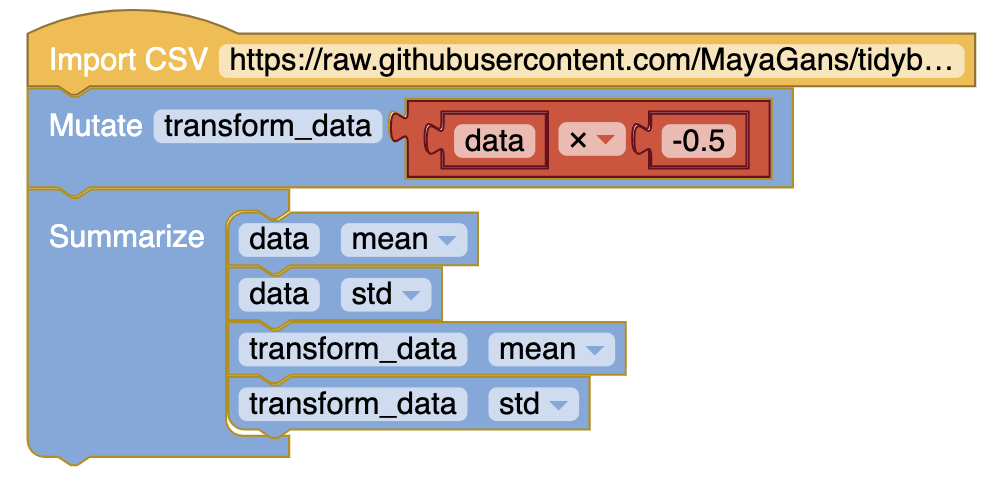 Import CSV https://raw.githubusercontent.com/MayaGans/tidyb…
Mutate transform_data data × -0.5
Summarize data mean
data std
transform_data mean
transform_data std